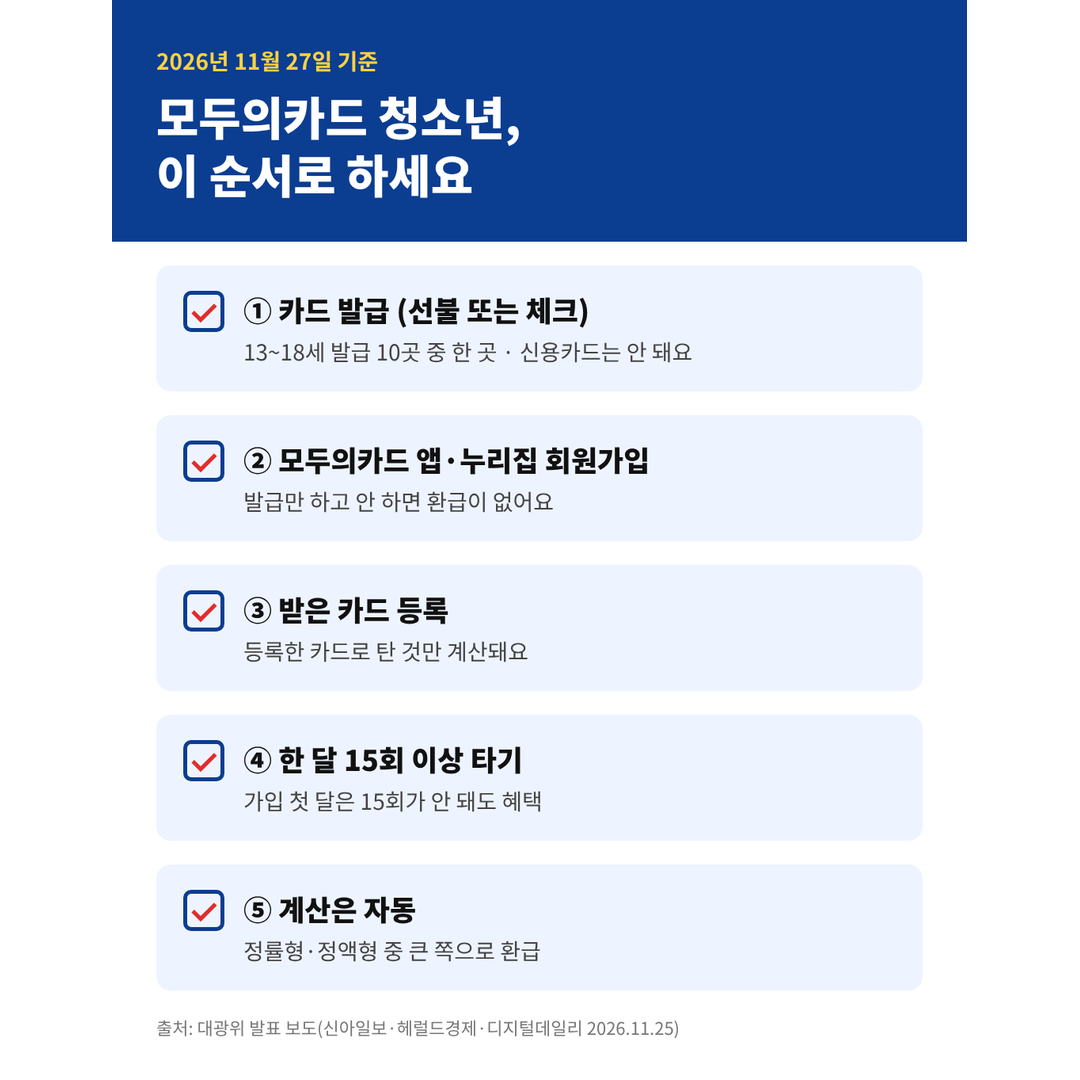 2026년 11월 27일 기준
모두의카드 청소년,
이 순서로 하세요
① 카드 발급 (선불 또는 체크)
13~18세 발급 10곳 중 한 곳 · 신용카드는 안 돼요
② 모두의카드 앱·누리집 회원가입
발급만 하고 안 하면 환급이 없어요
③ 받은 카드 등록
등록한 카드로 탄 것만 계산돼요
④ 한 달 15회 이상 타기
가입 첫 달은 15회가 안 돼도 혜택
⑤ 계산은 자동
정률형·정액형 중 큰 쪽으로 환급
출처: 대광위 발표 보도(신아일보·헤럴드경제·디지털데일리 2026.11.25)